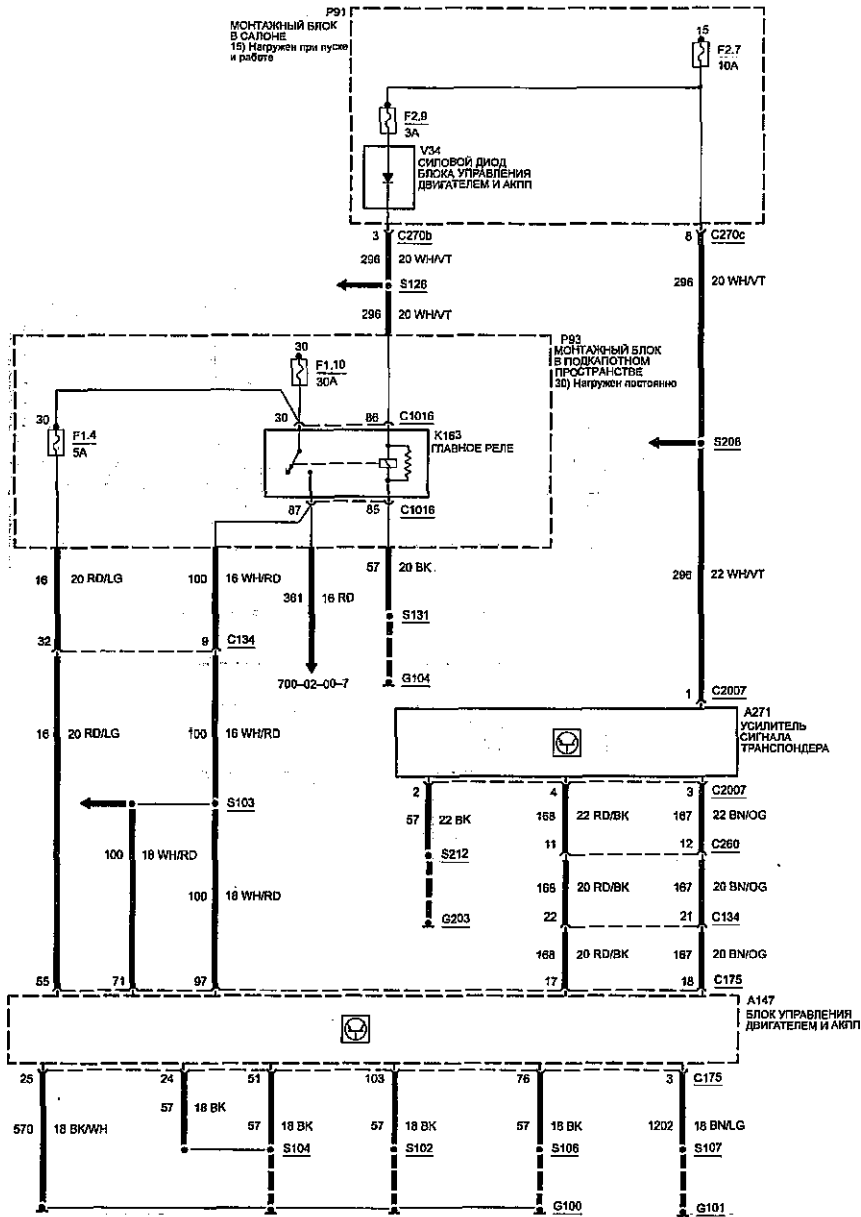 P91
МОНТАЖНЫЙ БЛОК
В САЛОНЕ
15) Нагружен при пуске
и работе
15
F2.7
10A
F2.9
3A
V34
СИЛОВОЙ ДИОД
БЛОКА УПРАВЛЕНИЯ
ДВИГАТЕЛЕМ И АКПП
3 C270b
8 C270c
296 20 WH/VT
296 20 WH/VT
S126
296 20 WH/VT
P93
МОНТАЖНЫЙ БЛОК
В ПОДКАПОТНОМ
ПРОСТРАНСТВЕ
30) Нагружен постоянно
30
F1.10
30A
30
F1.4
5A
30 86 C1016
K163
ГЛАВНОЕ РЕЛЕ
S206
87 85 C1016
16 20 RD/LG
100 16 WH/RD
57 20 BK
296 22 WH/VT
361 16 RD
S131
32 9 C134
700-02-00-7
G104
1 C2007
A271
УСИЛИТЕЛЬ
СИГНАЛА
ТРАНСПОНДЕРА
16 20 RD/LG
100 16 WH/RD
2 4 3 C2007
57 22 BK
168 22 RD/BK
167 22 BN/OG
S103
11 12 C260
S212
100 18 WH/RD
168 20 RD/BK
167 20 BN/OG
100 18 WH/RD
G203
22 21 C134
168 20 RD/BK
167 20 BN/OG
55 71 97 17 18 C175
A147
БЛОК УПРАВЛЕНИЯ
ДВИГАТЕЛЕМ И АКПП
25 24 51 103 76 3 C175
57 18 BK
570 18 BK/WH
57 18 BK
57 18 BK
57 18 BK
1202 18 BN/LG
S104
S102
S106
S107
G100
G101